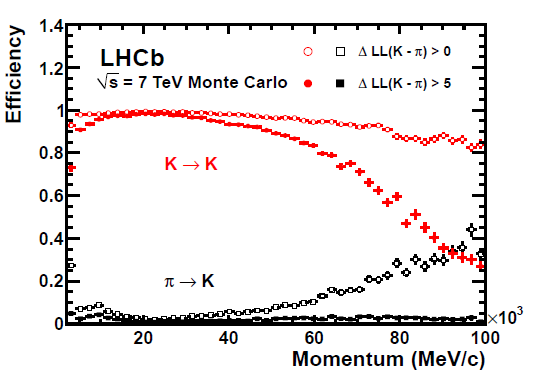 LHCb
√s = 7 TeV Monte Carlo
Δ LL(K - π) > 0
Δ LL(K - π) > 5
K → K
π → K
Efficiency
1.4
1.2
1
0.8
0.6
0.4
0.2
0
20 40 60 80 100
×10³
Momentum (MeV/c)